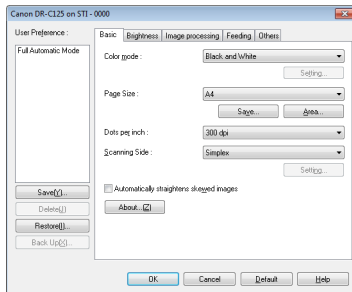 Canon DR-C125 on STI - 0000
User Preference :
Full Automatic Mode
Save(Y)...
Delete(J)
Restore(I)...
Back Up(X)...
Basic
Brightness
Image processing
Feeding
Others
Color mode :
Black and White
Setting...
Page Size :
A4
Save...
Area...
Dots per inch :
300 dpi
Scanning Side :
Simplex
Setting...
Automatically straightens skewed images
About...(Z)
OK
Cancel
Default
Help